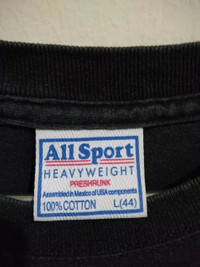 All Sport
HEAVYWEIGHT
PRESHRUNK
Assembled in Mexico of USA components
100% COTTON L(44)